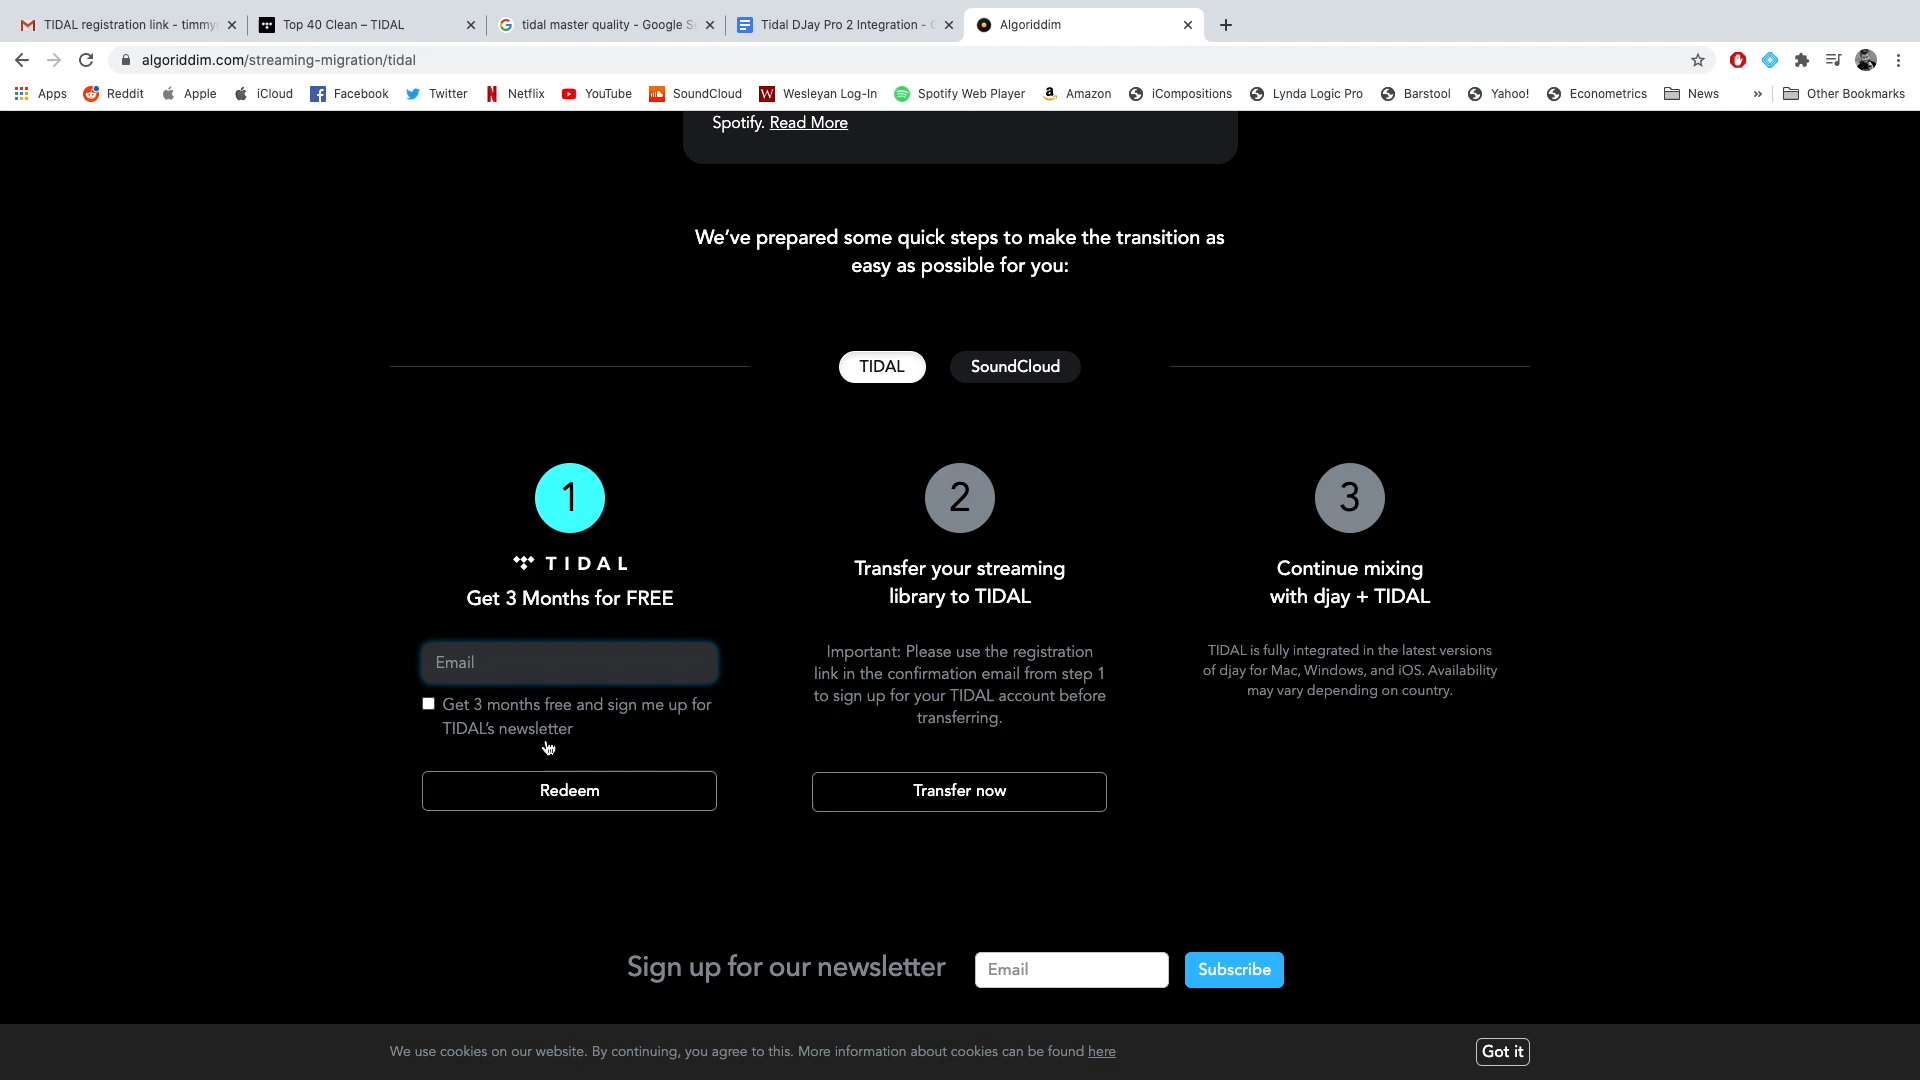 TIDAL registration link - timmy
Top 40 Clean – TIDAL
tidal master quality - Google S
Tidal DJay Pro 2 Integration - G
Algoriddim
algoriddim.com/streaming-migration/tidal
Apps
Reddit
Apple
iCloud
Facebook
Twitter
Netflix
YouTube
SoundCloud
Wesleyan Log-In
Spotify Web Player
Amazon
iCompositions
Lynda Logic Pro
Barstool
Yahoo!
Econometrics
News
»
Other Bookmarks
Spotify. Read More
We've prepared some quick steps to make the transition as
easy as possible for you:
TIDAL
SoundCloud
1
TIDAL
Get 3 Months for FREE
Email
Get 3 months free and sign me up for
TIDAL's newsletter
Redeem
2
Transfer your streaming
library to TIDAL
Important: Please use the registration
link in the confirmation email from step 1
to sign up for your TIDAL account before
transferring.
Transfer now
3
Continue mixing
with djay + TIDAL
TIDAL is fully integrated in the latest versions
of djay for Mac, Windows, and iOS. Availability
may vary depending on country.
Sign up for our newsletter
Email
Subscribe
We use cookies on our website. By continuing, you agree to this. More information about cookies can be found here
Got it